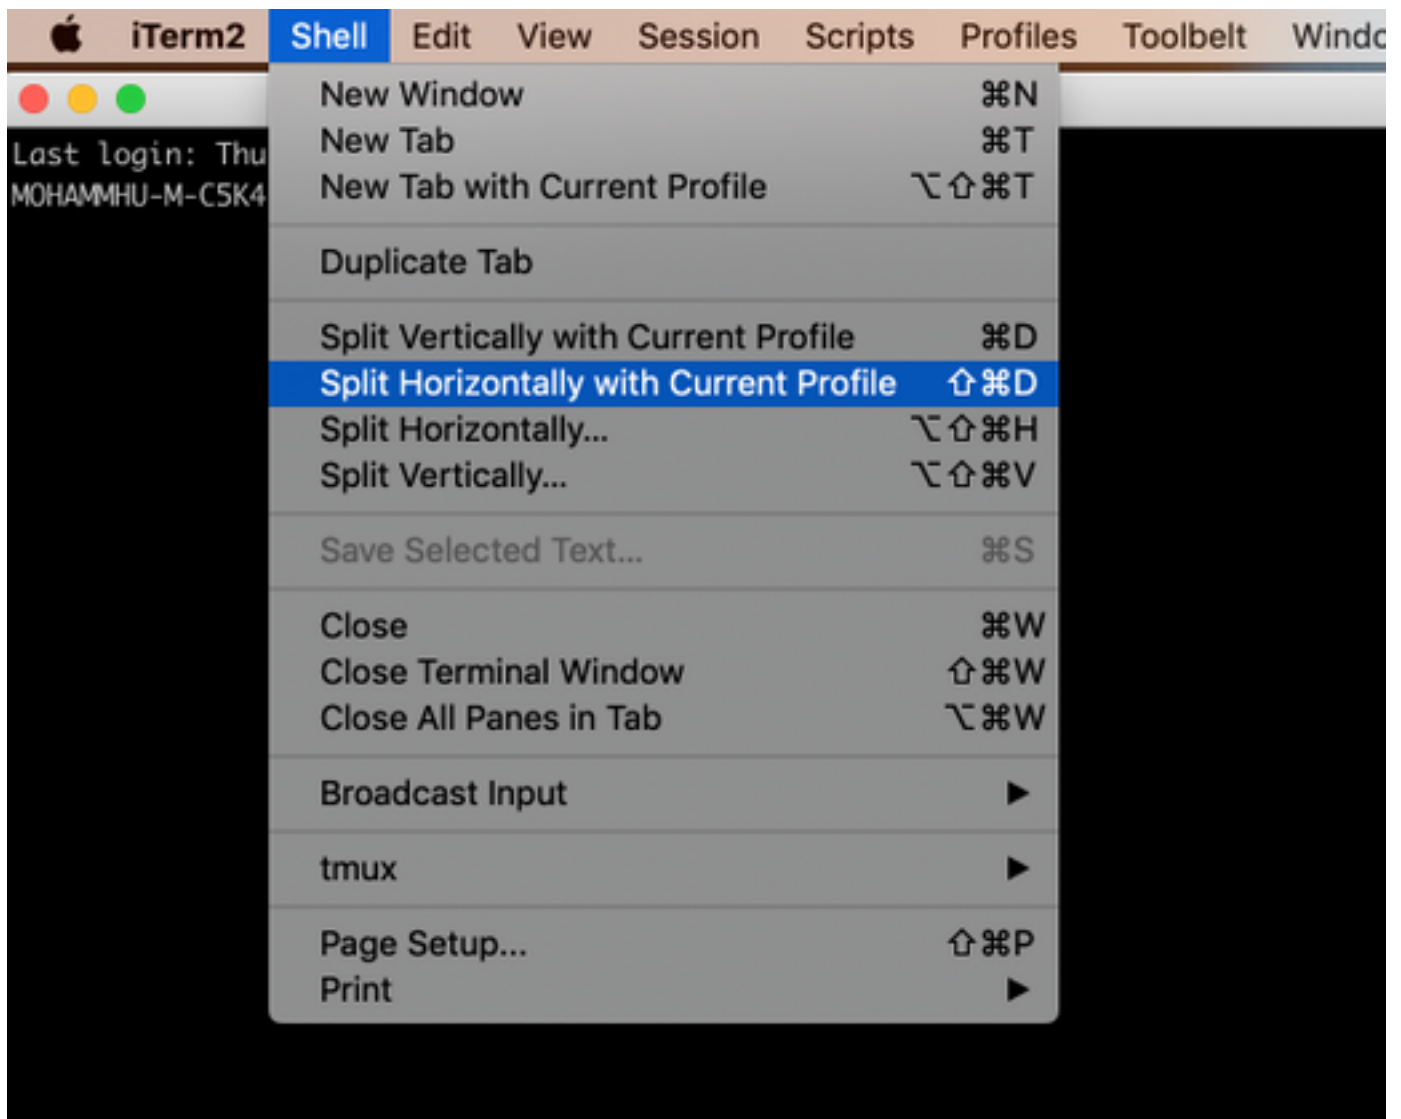 iTerm2 Shell Edit View Session Scripts Profiles Toolbelt Windo
Last login: Thu
MOHAMMHU-M-C5K4
New Window ⌘N
New Tab ⌘T
New Tab with Current Profile ⌥⇧⌘T
Duplicate Tab
Split Vertically with Current Profile ⌘D
Split Horizontally with Current Profile ⇧⌘D
Split Horizontally... ⌥⇧⌘H
Split Vertically... ⌥⇧⌘V
Save Selected Text... ⌘S
Close ⌘W
Close Terminal Window ⇧⌘W
Close All Panes in Tab ⌥⌘W
Broadcast Input ▶
tmux ▶
Page Setup... ⇧⌘P
Print ▶